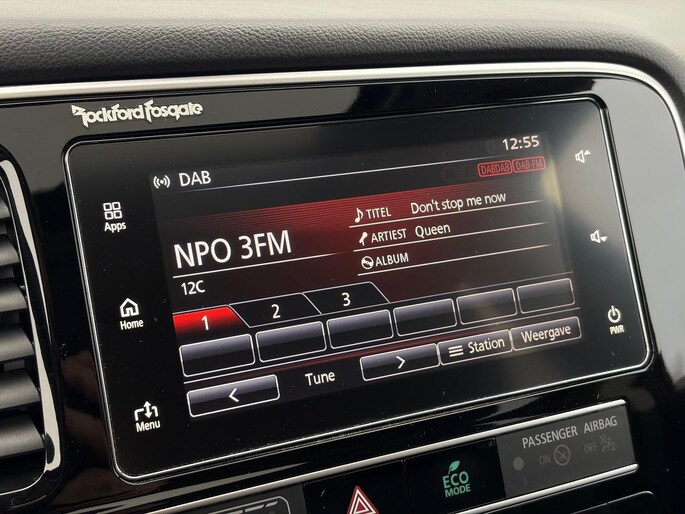 Rockford Fosgate
12:55
DAB
DABDAB DAB-FM
Apps
TITEL Don't stop me now
NPO 3FM
ARTIEST Queen
ALBUM
12C
1 2 3
Home
Tune
Station
Weergave
PWR
Menu
PASSENGER AIRBAG
ON OFF
ECO
MODE